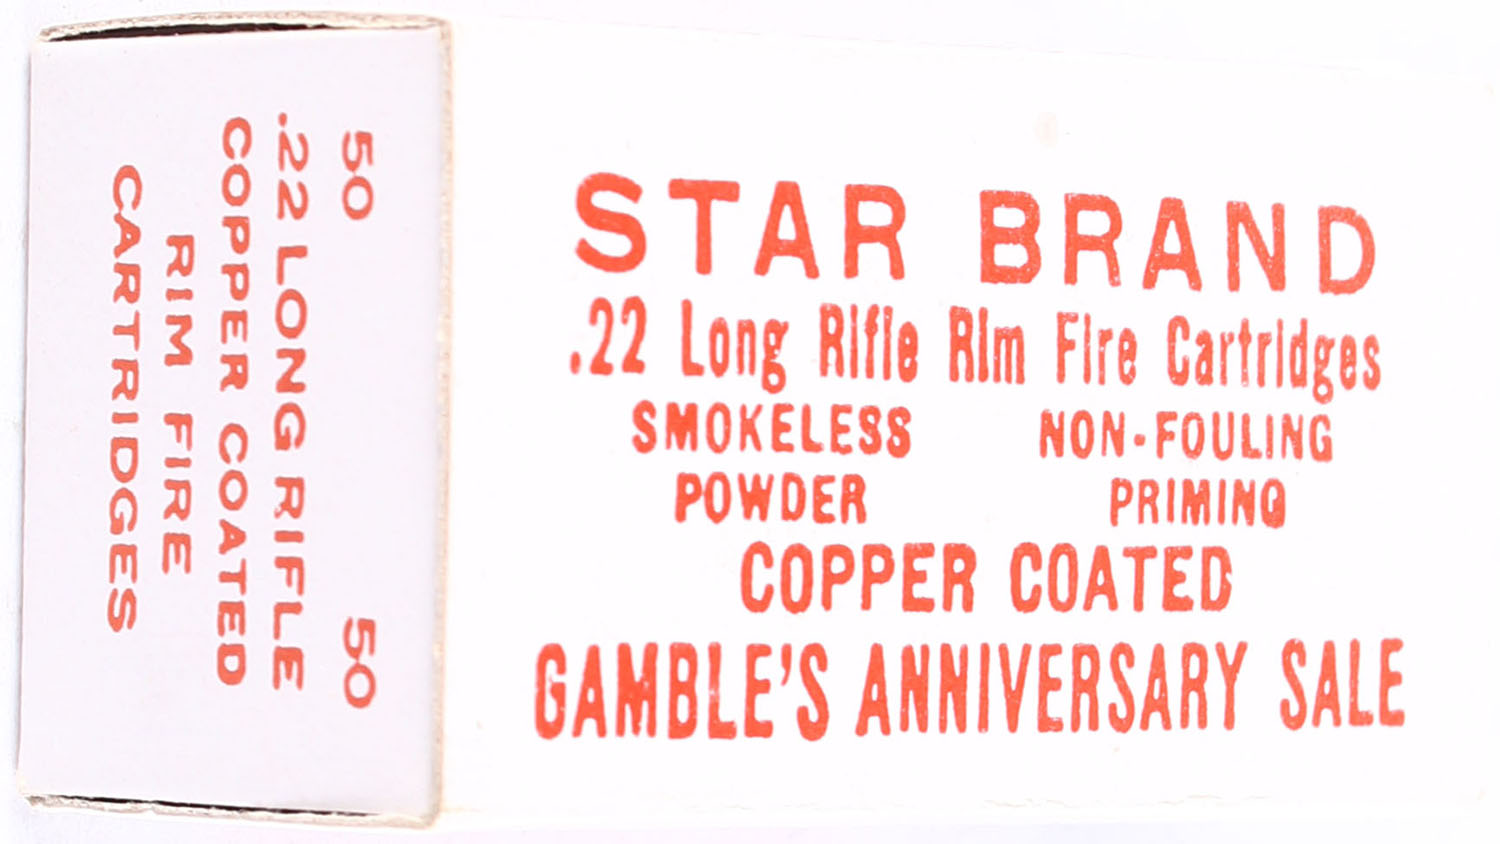 50 50
.22 LONG RIFLE
COPPER COATED
RIM FIRE
CARTRIDGES
STAR BRAND
.22 Long Rifle Rim Fire Cartridges
SMOKELESS NON-FOULING
POWDER PRIMING
COPPER COATED
GAMBLE'S ANNIVERSARY SALE